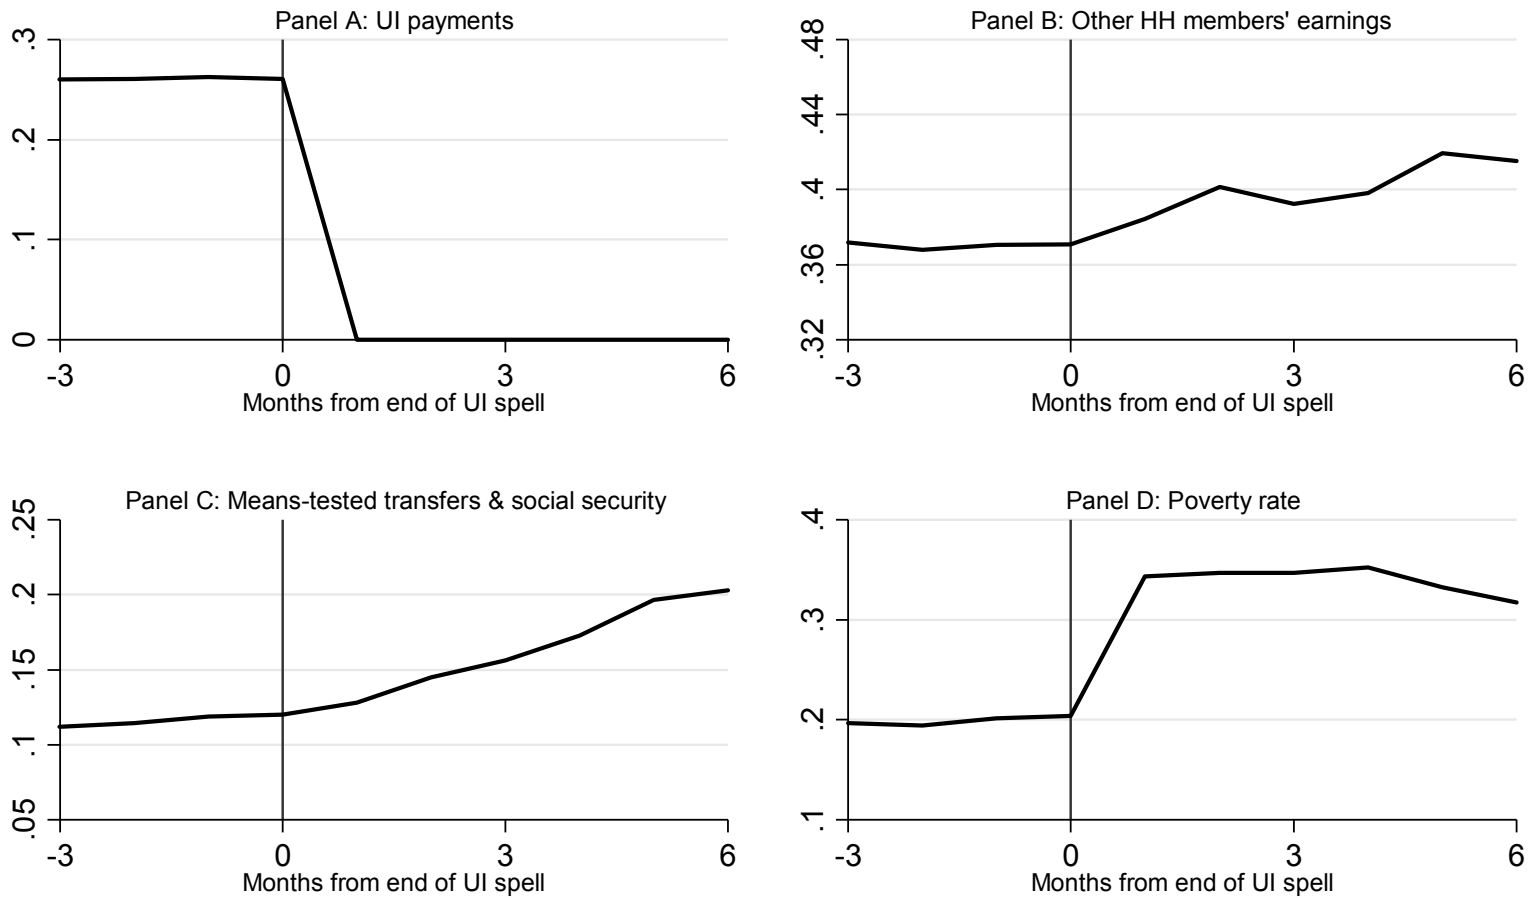 Panel A: UI payments
.3
.2
.1
0
-3 0 3 6
Months from end of UI spell
Panel B: Other HH members' earnings
.48
.44
.4
.36
.32
-3 0 3 6
Months from end of UI spell
Panel C: Means-tested transfers & social security
.25
.2
.15
.1
.05
-3 0 3 6
Months from end of UI spell
Panel D: Poverty rate
.4
.3
.2
.1
-3 0 3 6
Months from end of UI spell